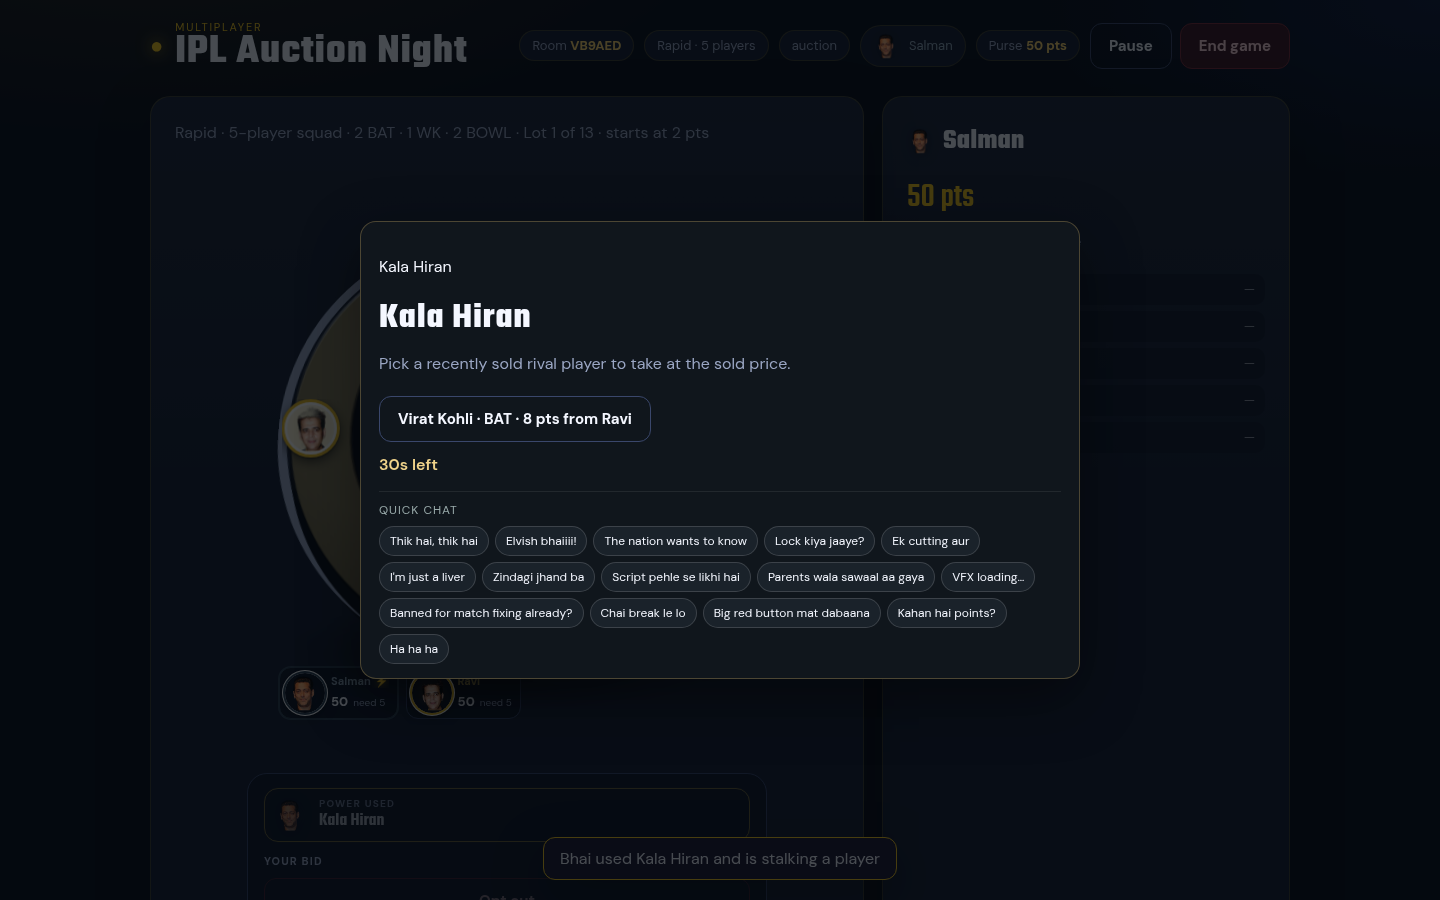 MULTIPLAYER
IPL Auction Night
Room VB9AED
Rapid · 5 players
auction
Salman
Purse 50 pts
Pause
End game
Rapid · 5-player squad · 2 BAT · 1 WK · 2 BOWL · Lot 1 of 13 · starts at 2 pts
Salman
50 pts
Kala Hiran
Kala Hiran
Pick a recently sold rival player to take at the sold price.
Virat Kohli · BAT · 8 pts from Ravi
30s left
QUICK CHAT
Thik hai, thik hai
Elvish bhaiiii!
The nation wants to know
Lock kiya jaaye?
Ek cutting aur
I'm just a liver
Zindagi jhand ba
Script pehle se likhi hai
Parents wala sawaal aa gaya
VFX loading…
Banned for match fixing already?
Chai break le lo
Big red button mat dabaana
Kahan hai points?
Ha ha ha
—
—
—
—
—
Salman ⚡
50 need 5
Ravi
50 need 5
POWER USED
Kala Hiran
YOUR BID
Opt out
Bhai used Kala Hiran and is stalking a player